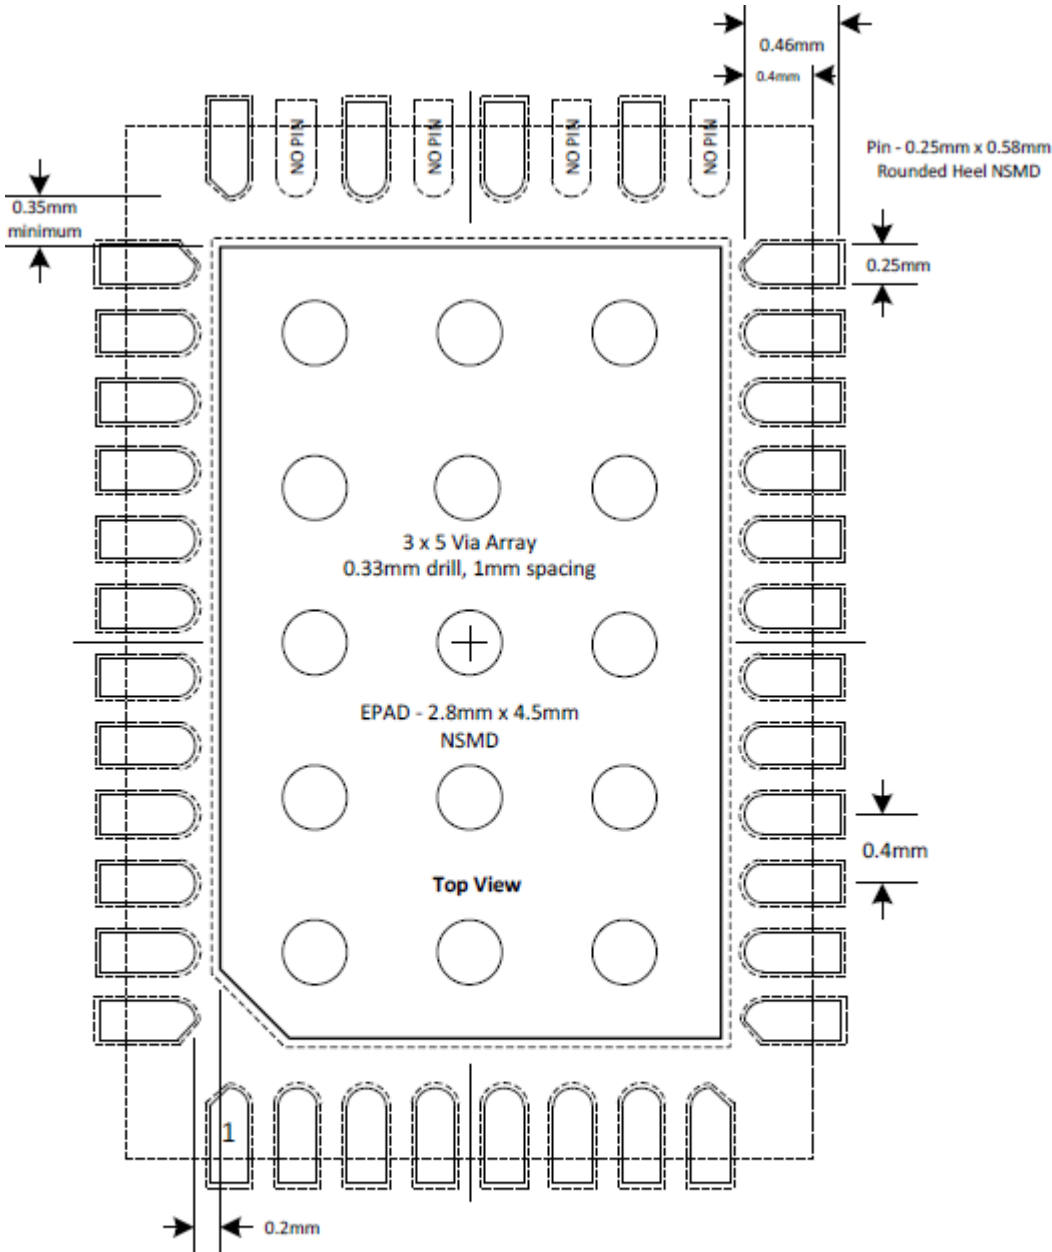 0.46mm
0.4mm
NO PIN
NO PIN
NO PIN
NO PIN
Pin - 0.25mm x 0.58mm
Rounded Heel NSMD
0.35mm
minimum
0.25mm
3 x 5 Via Array
0.33mm drill, 1mm spacing
EPAD - 2.8mm x 4.5mm
NSMD
0.4mm
Top View
1
0.2mm